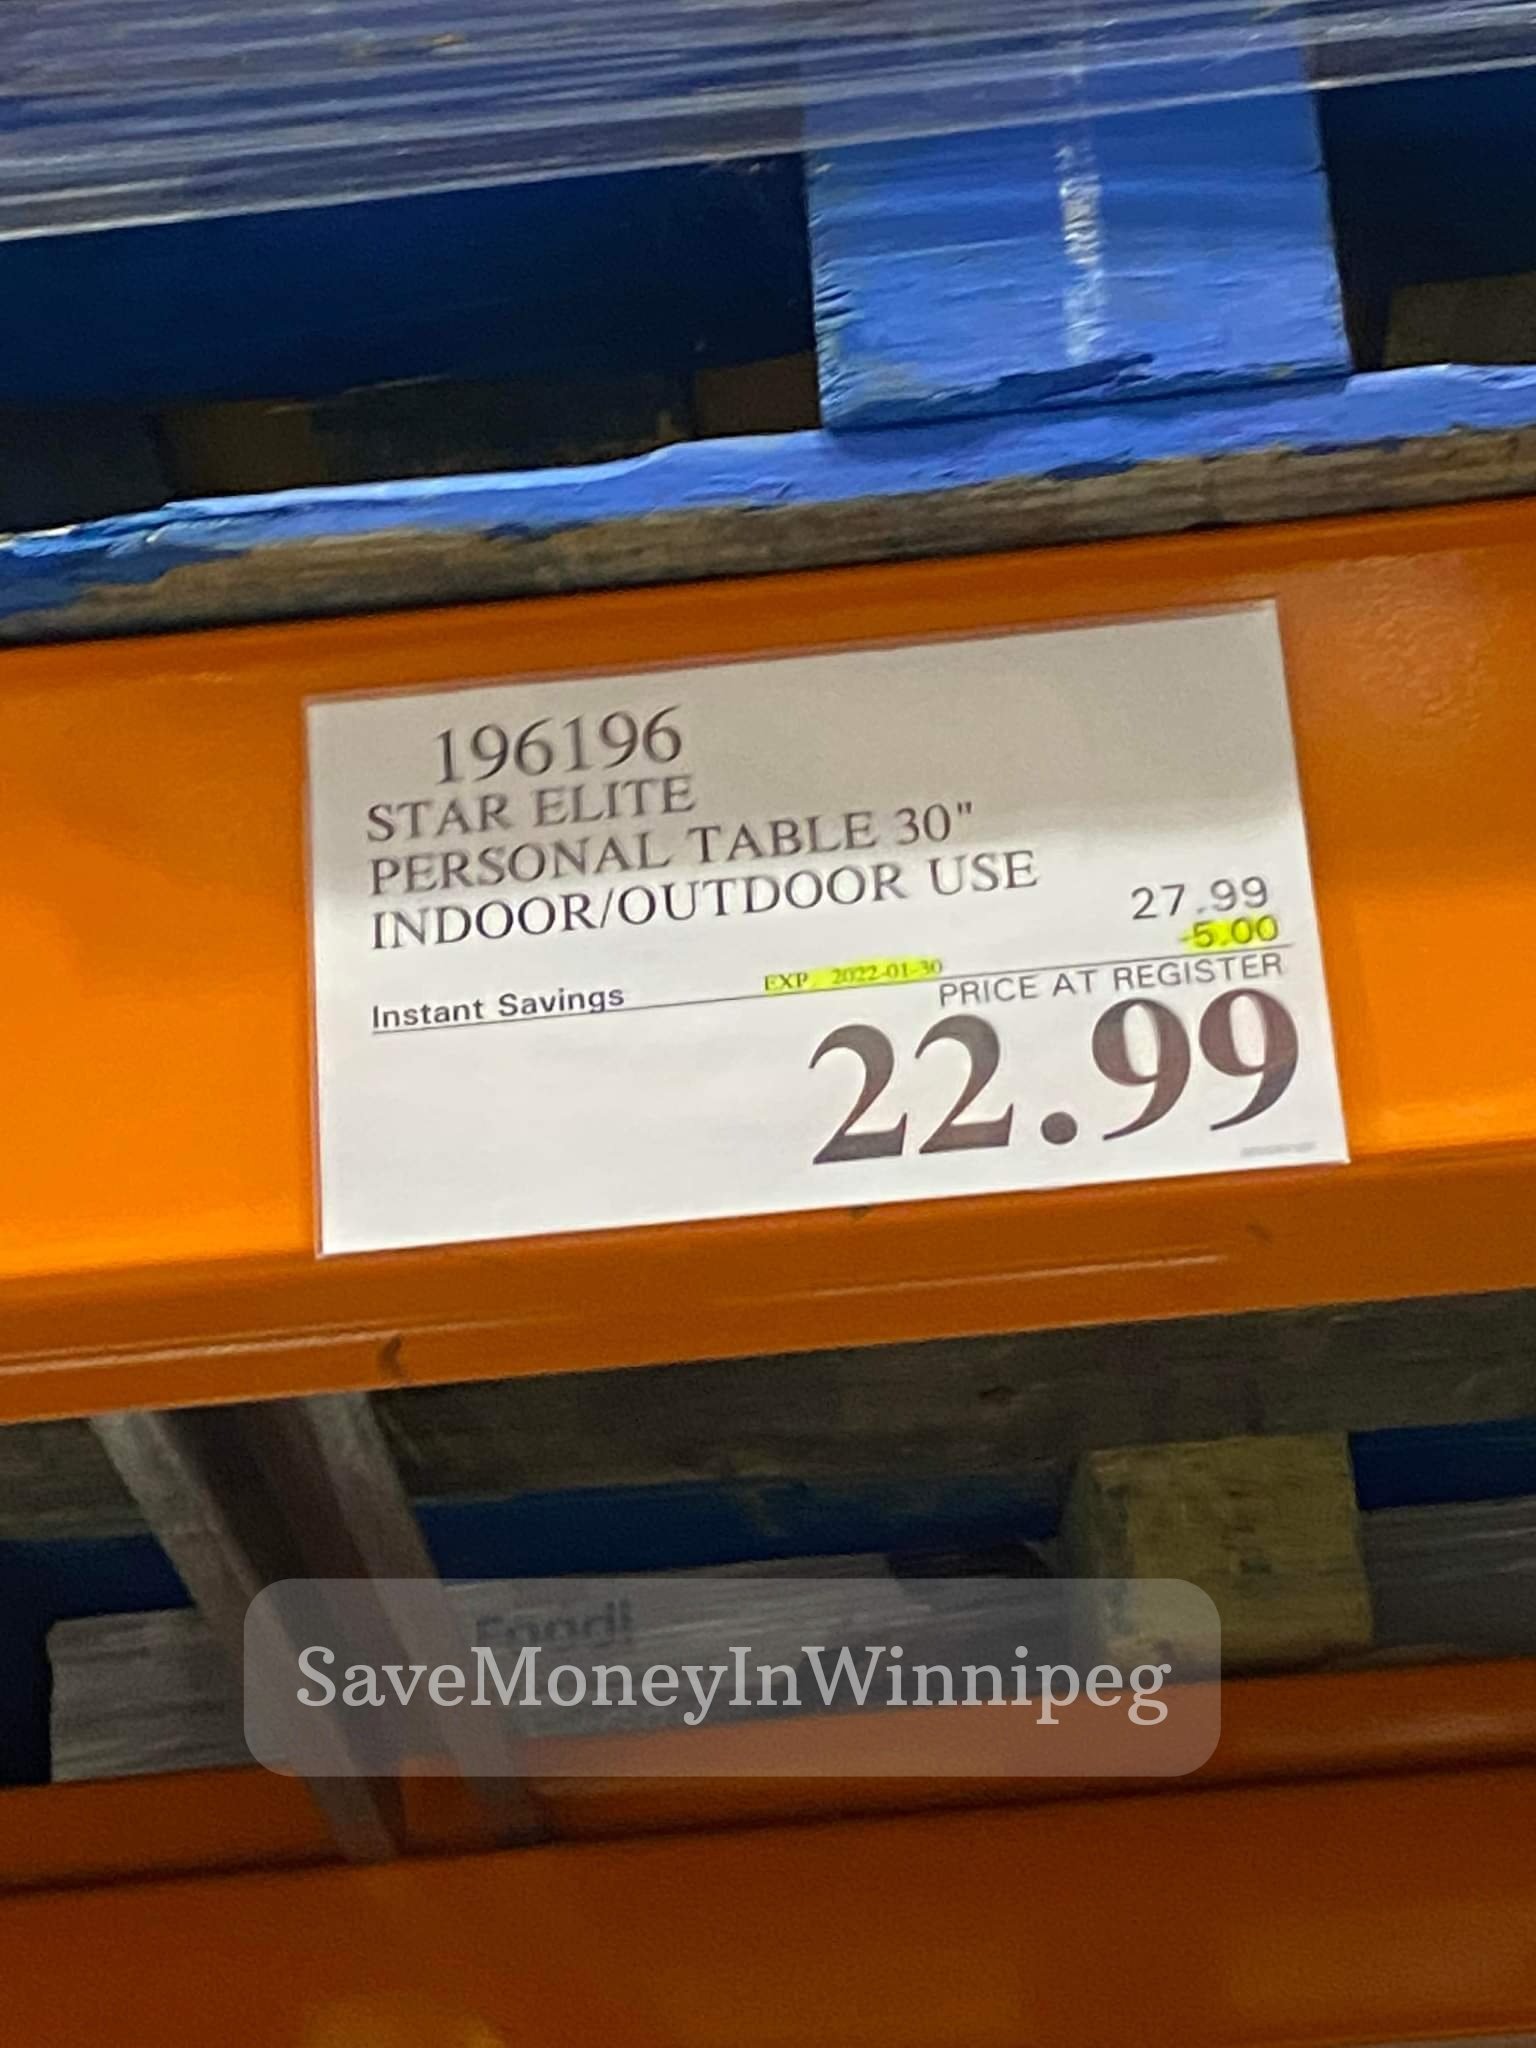 196196
STAR ELITE
PERSONAL TABLE 30"
INDOOR/OUTDOOR USE
27.99
-5.00
Instant Savings EXP. 2022-01-30
PRICE AT REGISTER
22.99
SaveMoneyInWinnipeg